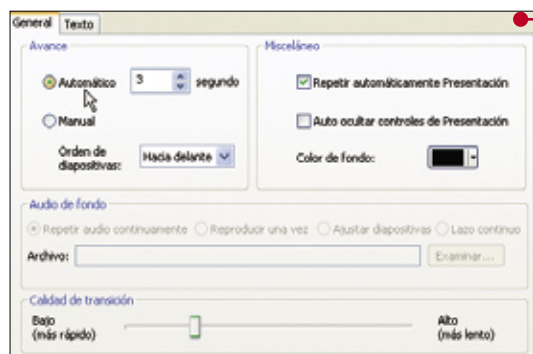 General Texto
Avance
Automático 3 segundo
Manual
Orden de
diapositivas: Hacia delante
Misceláneo
Repetir automáticamente Presentación
Auto ocultar controles de Presentación
Color de fondo:
Audio de fondo
Repetir audio continuamente Reproducir una vez Ajustar diapositivas Lazo continuo
Archivo: Examinar...
Calidad de transición
Bajo
(más rápido)
Alto
(más lento)